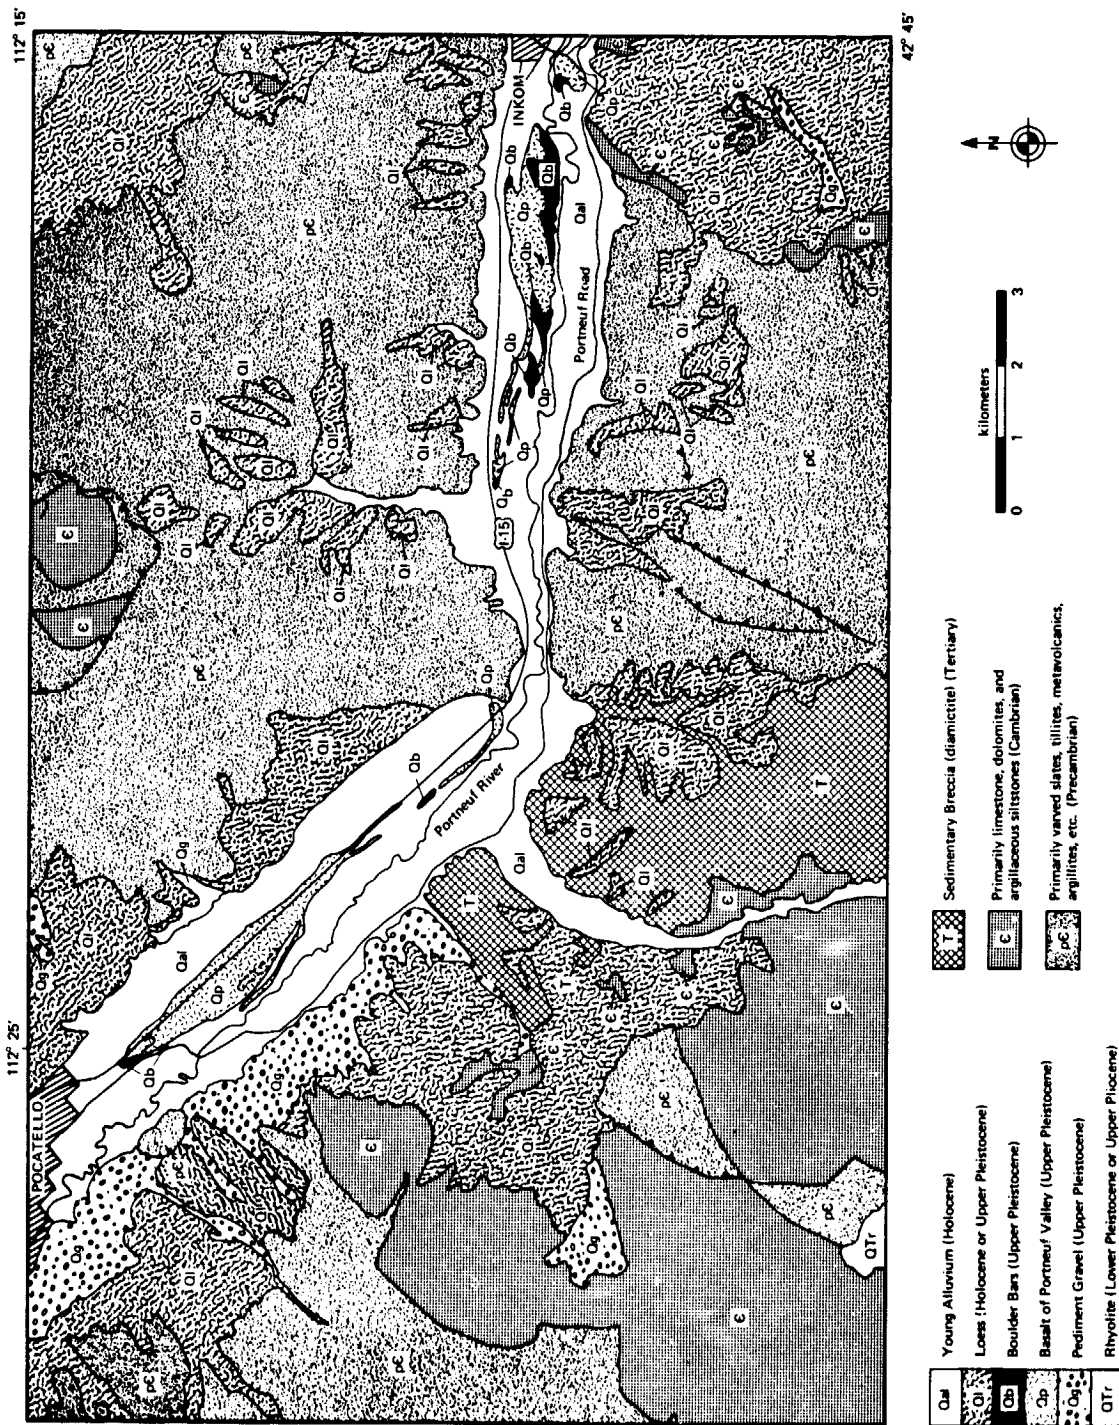 112° 15'
42° 45'
112° 25'
POCATELLO
INKOM
Portneuf River
Portneuf Road
I-15
N
kilometers
0 1 2 3
Qal Young Alluvium (Holocene)
Ql Loess (Holocene or Upper Pleistocene)
Qb Boulder Bars (Upper Pleistocene)
Qp Basalt of Portneuf Valley (Upper Pleistocene)
Qg Pediment Gravel (Upper Pleistocene)
QTr Rhyolite (Lower Pleistocene or Upper Pliocene)
T Sedimentary Breccia (diamictite) (Tertiary)
Є Primarily limestone, dolomites, and
argillaceous siltstones (Cambrian)
pЄ Primarily varved slates, tillites, metavolcanics,
argillites, etc. (Precambrian)